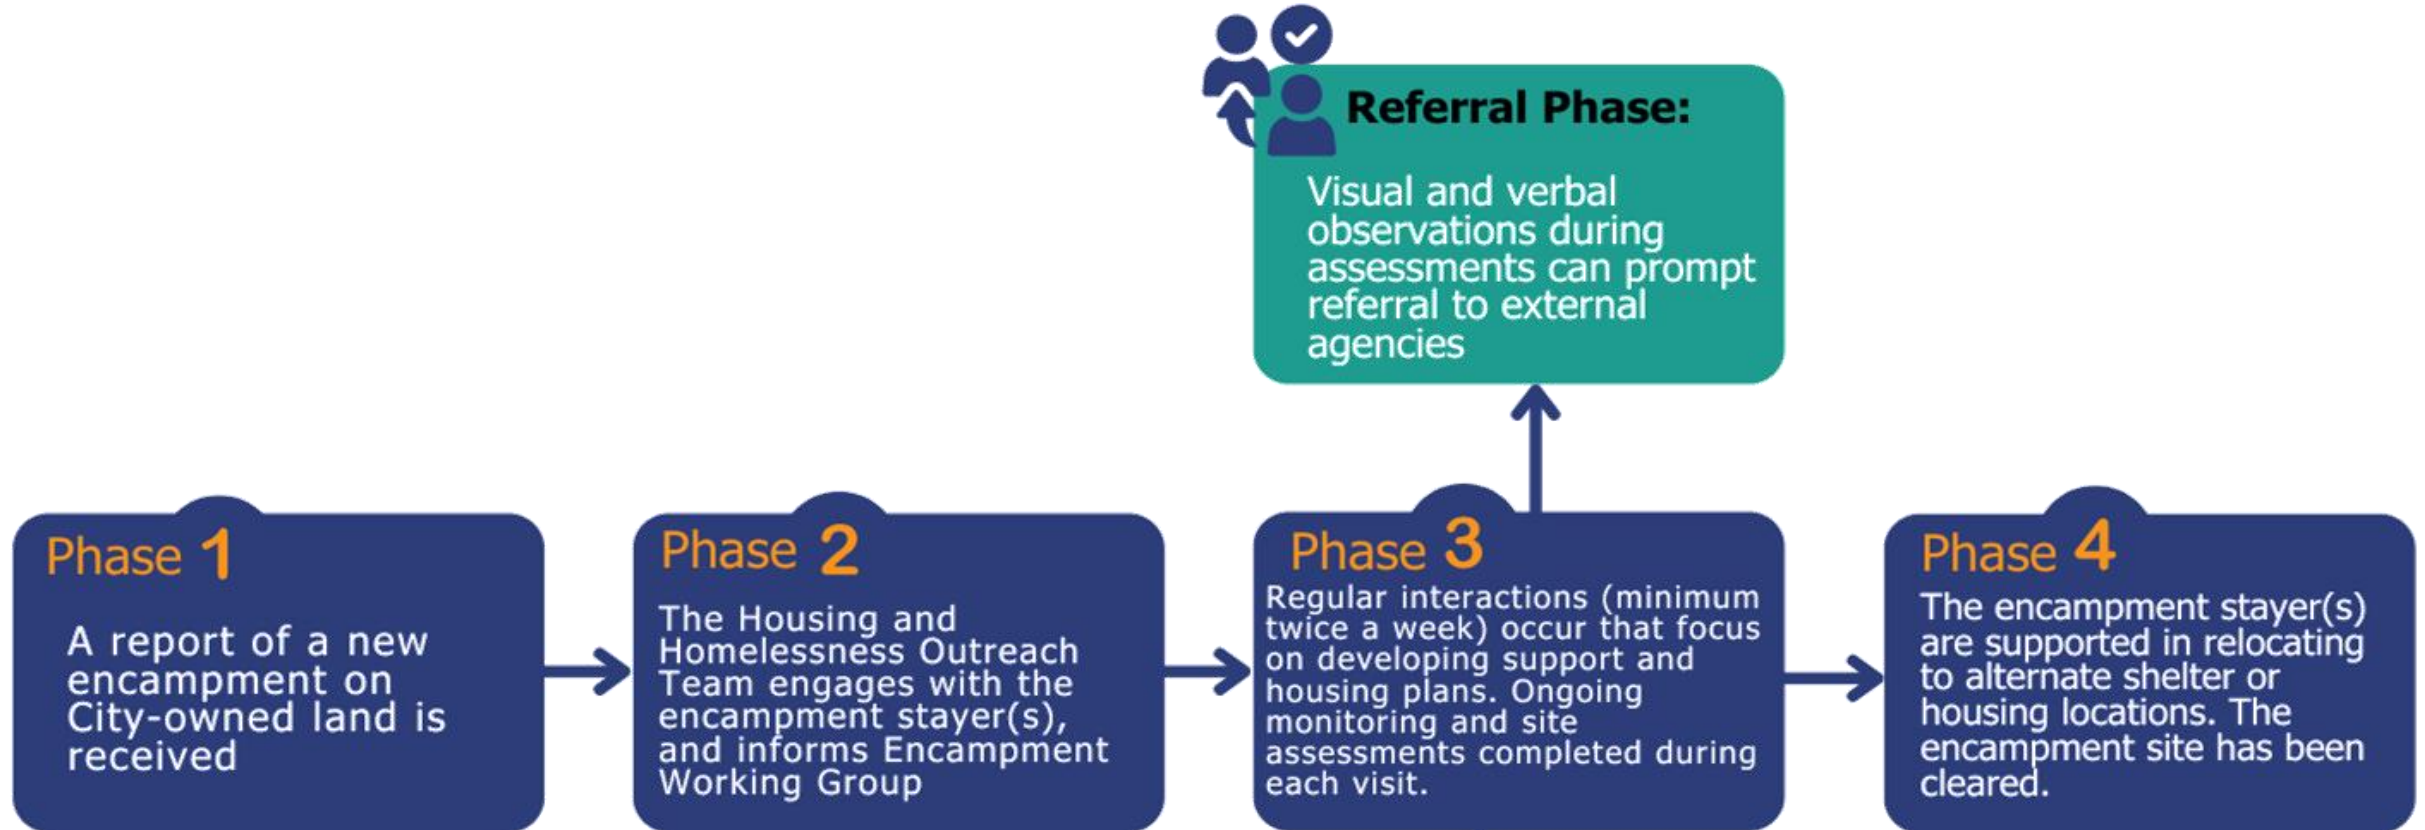 Referral Phase:
Visual and verbal
observations during
assessments can prompt
referral to external
agencies
Phase 1
A report of a new
encampment on
City-owned land is
received
Phase 2
The Housing and
Homelessness Outreach
Team engages with the
encampment stayer(s),
and informs Encampment
Working Group
Phase 3
Regular interactions (minimum
twice a week) occur that focus
on developing support and
housing plans. Ongoing
monitoring and site
assessments completed during
each visit.
Phase 4
The encampment stayer(s)
are supported in relocating
to alternate shelter or
housing locations. The
encampment site has been
cleared.